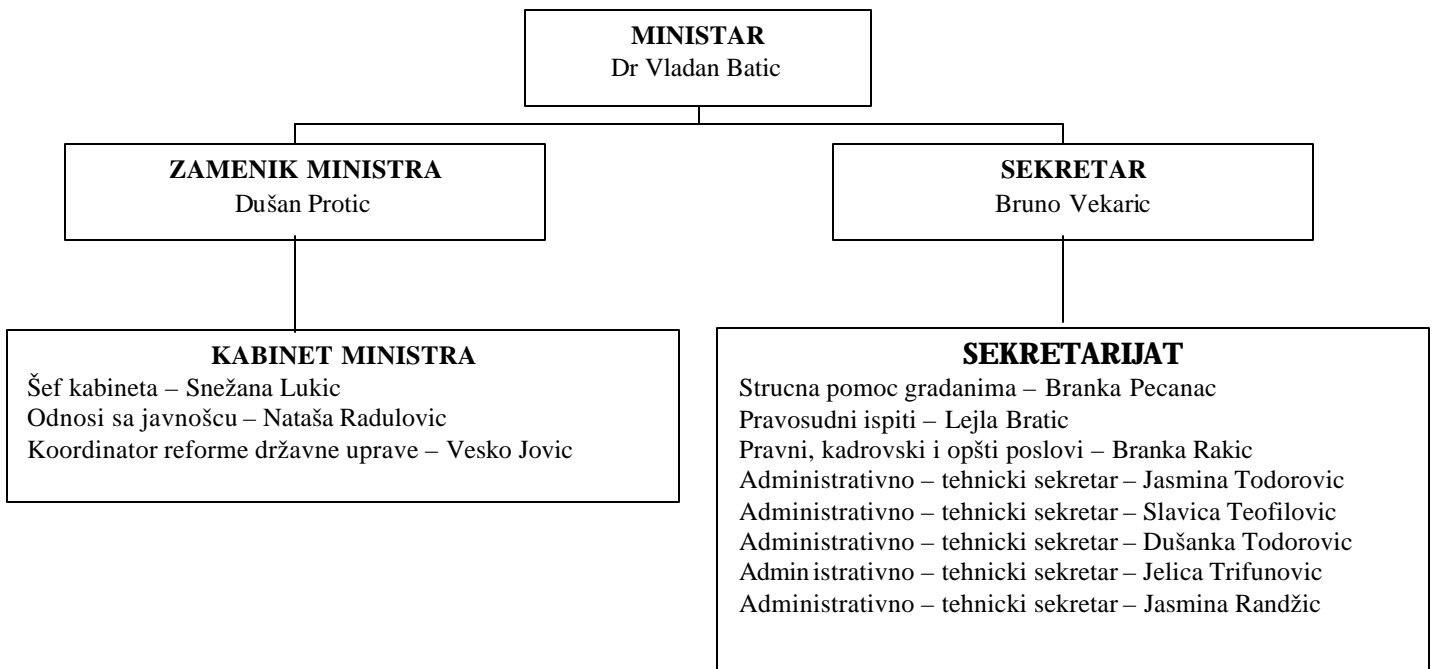 MINISTAR
Dr Vladan Batic
ZAMENIK MINISTRA
Dušan Protic
SEKRETAR
Bruno Vekaric
KABINET MINISTRA
Šef kabineta – Snežana Lukic
Odnosi sa javnošcu – Nataša Radulovic
Koordinator reforme državne uprave – Vesko Jovic
SEKRETARIJAT
Strucna pomoc gradanima – Branka Pecanac
Pravosudni ispiti – Lejla Bratic
Pravni, kadrovski i opšti poslovi – Branka Rakic
Administrativno – tehnicki sekretar – Jasmina Todorovic
Administrativno – tehnicki sekretar – Slavica Teofilovic
Administrativno – tehnicki sekretar – Dušanka Todorovic
Administrativno – tehnicki sekretar – Jelica Trifunovic
Administrativno – tehnicki sekretar – Jasmina Randžic